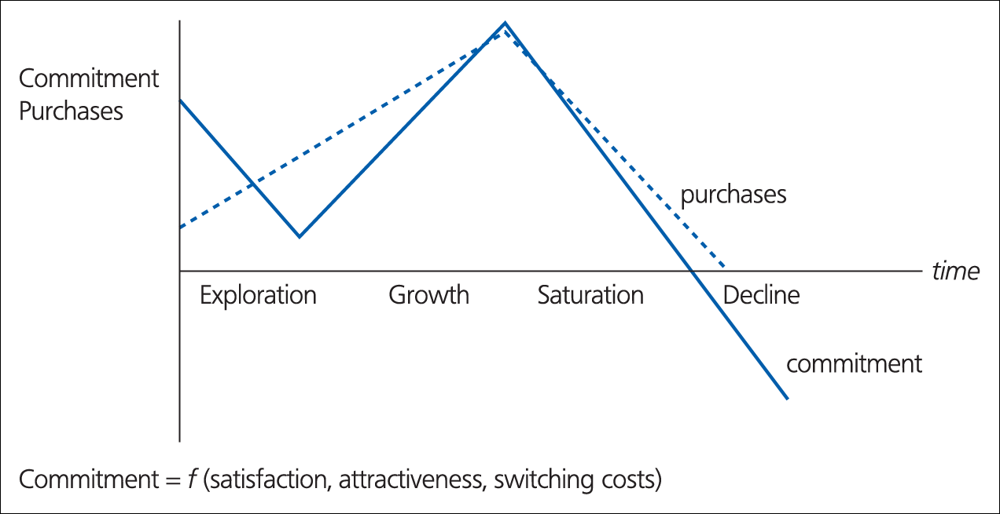 Commitment
Purchases
purchases
time
Exploration Growth Saturation Decline
commitment
Commitment = f (satisfaction, attractiveness, switching costs)